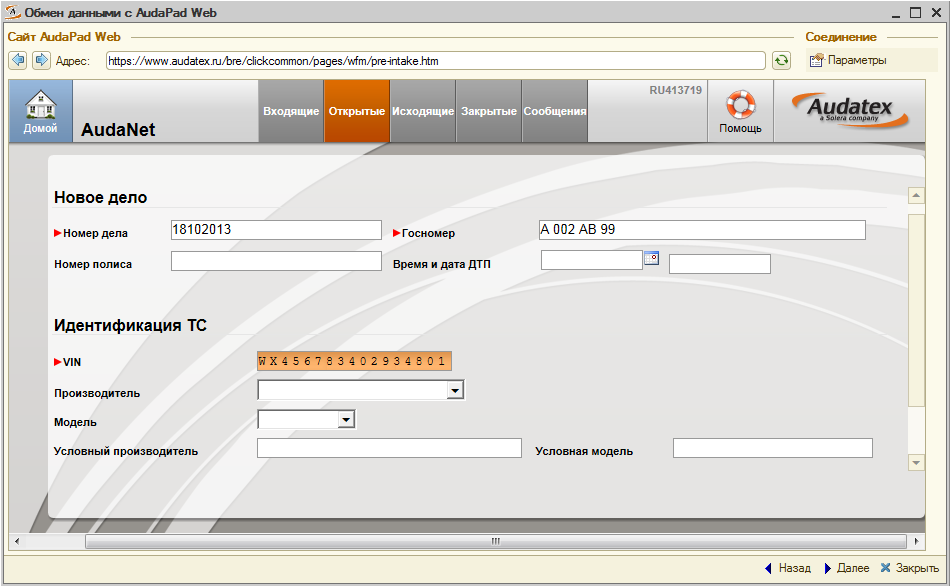 Обмен данными с AudaPad Web
Сайт AudaPad Web
Соединение
Адрес: https://www.audatex.ru/bre/clickcommon/pages/wfm/pre-intake.htm
Параметры
RU413719
Домой
AudaNet
Входящие Открытые Исходящие Закрытые Сообщения
Помощь
Audatex
a Solera company
Новое дело
Номер дела 18102013 Госномер А 002 АВ 99
Номер полиса Время и дата ДТП
Идентификация ТС
VIN WX456783402934801
Производитель
Модель
Условный производитель Условная модель
Назад Далее Закрыть